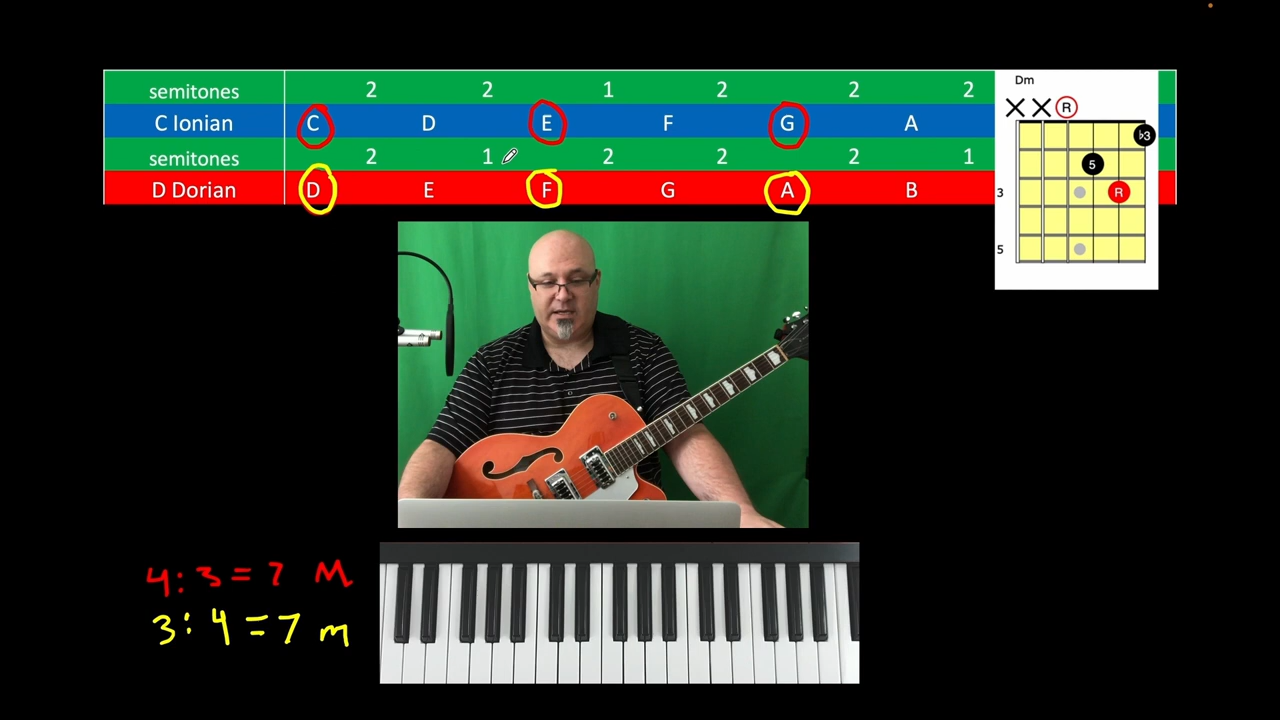 semitones 2 2 1 2 2 2
C Ionian C D E F G A
semitones 2 1 2 2 2 1
D Dorian D E F G A B
Dm
R
♭3
5
3 R
5
4:3=7 M
3:4=7 m